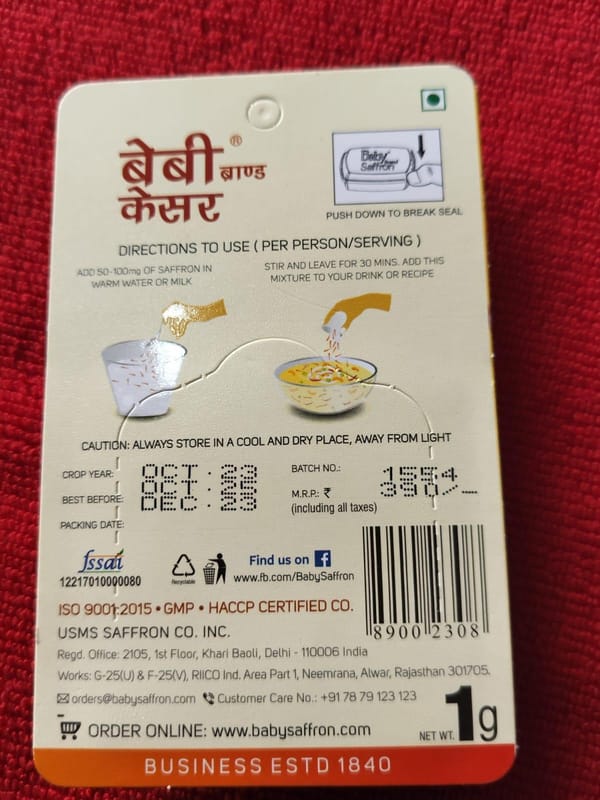 बेबी ® ब्राण्ड
केसर
Baby Brand
Saffron
PUSH DOWN TO BREAK SEAL
DIRECTIONS TO USE ( PER PERSON/SERVING )
ADD 50-100mg OF SAFFRON IN
WARM WATER OR MILK
STIR AND LEAVE FOR 30 MINS. ADD THIS
MIXTURE TO YOUR DRINK OR RECIPE
CAUTION: ALWAYS STORE IN A COOL AND DRY PLACE, AWAY FROM LIGHT
CROP YEAR: OCT : 23
BEST BEFORE:
PACKING DATE: DEC : 23
BATCH NO.: 1554
M.R.P.: ₹ 390/-
(including all taxes)
fssai
12217010000080
Recyclable
Find us on f
www.fb.com/BabySaffron
ISO 9001:2015 • GMP • HACCP CERTIFIED CO.
USMS SAFFRON CO. INC.
8900 2308
Regd. Office: 2105, 1st Floor, Khari Baoli, Delhi - 110006 India
Works: G-25(U) & F-25(V), RIICO Ind. Area Part 1, Neemrana, Alwar, Rajasthan 301705.
orders@babysaffron.com Customer Care No.: +91 78 79 123 123
ORDER ONLINE: www.babysaffron.com
NET WT. 1g
BUSINESS ESTD 1840